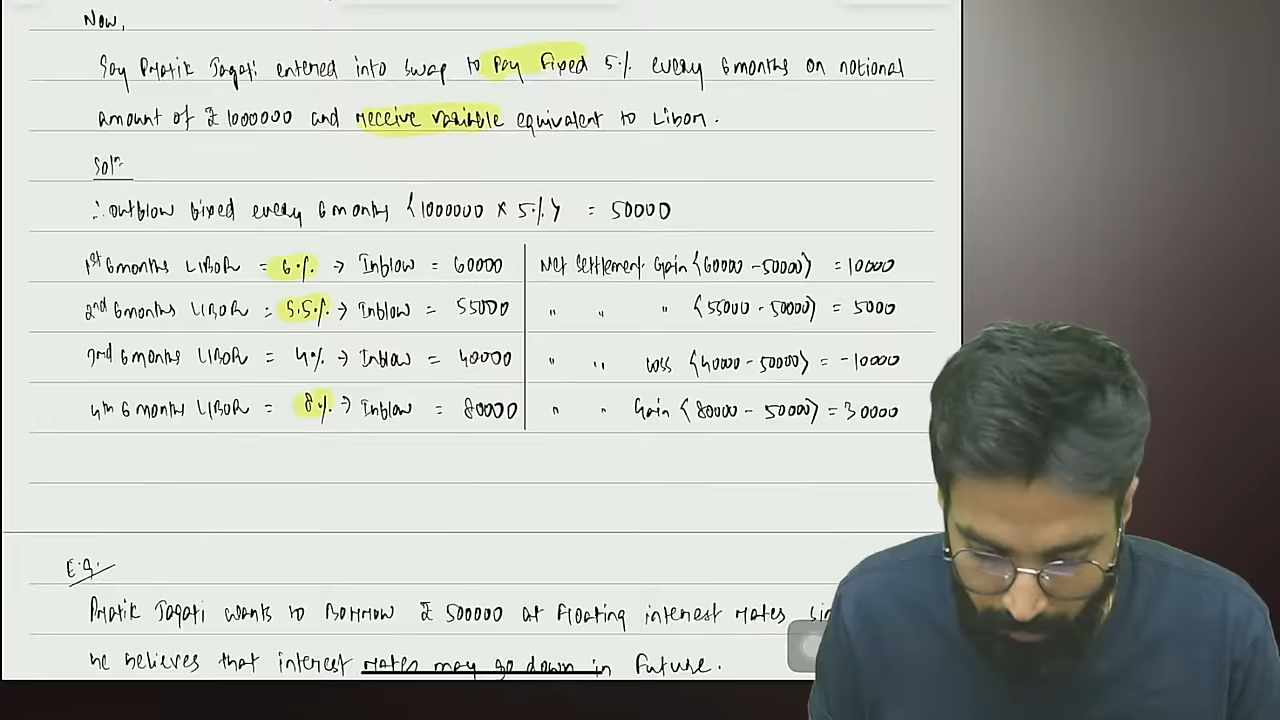 Now,
Say Pratik Jagati entered into swap to Pay fixed 5% every 6 months on notional
amount of ₹ 1000000 and receive variable equivalent to Libor.
Solⁿ
∴ outflow fixed every 6 months {1000000 x 5%} = 50000
1st 6 months LIBOR = 6% → Inflow = 60000 Net Settlement Gain {60000 - 50000} = 10000
2nd 6 months LIBOR = 5.5% → Inflow = 55000 " " " {55000 - 50000} = 5000
3rd 6 months LIBOR = 4% → Inflow = 40000 " " loss {40000 - 50000} = -10000
4th 6 months LIBOR = 8% → Inflow = 80000 " " Gain {80000 - 50000} = 30000
E.g.
Pratik Jagati wants to Borrow ₹ 500000 at floating interest rates
he believes that interest rates may go down in future.